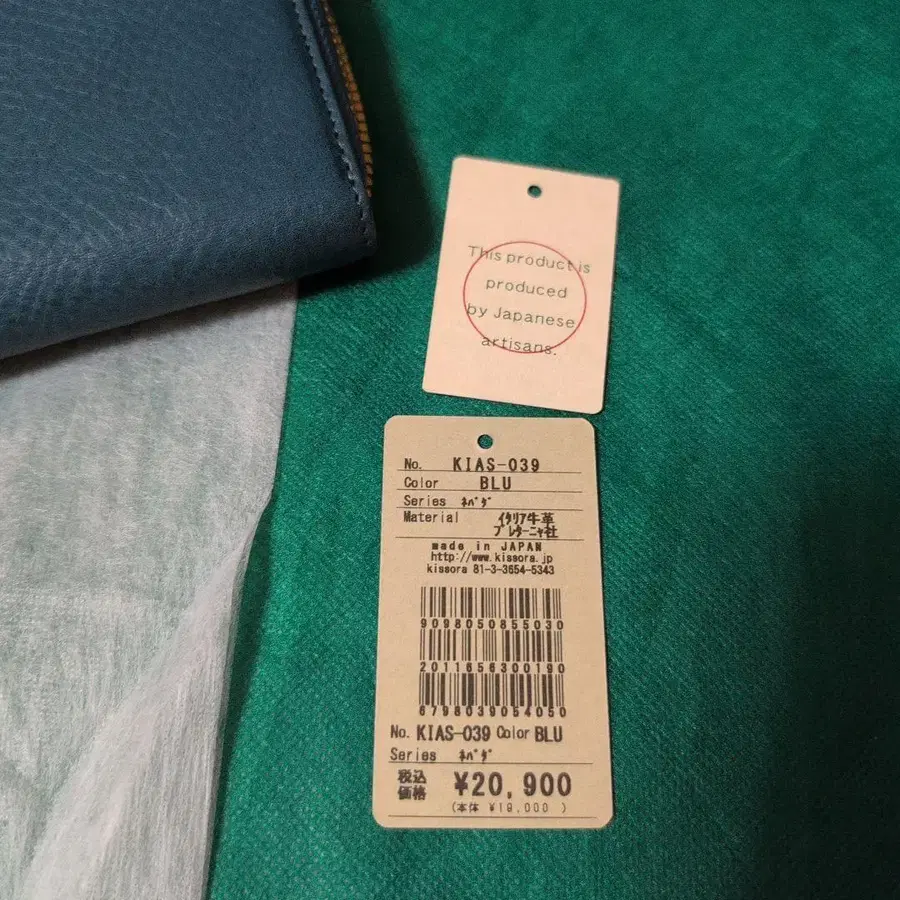 This product is
produced
by Japanese
artisans.
No. KIAS-039
Color BLU
Series ﾈﾊﾞﾀﾞ
Material ｲﾀﾘｱ牛革
ﾌﾟﾚﾀｰﾆｬ社
made in JAPAN
http://www.kissora.jp
kissora 81-3-3654-5343
9098050855030
2011656300190
6798039054050
No. KIAS-039 Color BLU
Series ﾈﾊﾞﾀﾞ
税込
価格 ¥20,900
(本体 ¥19,000 )